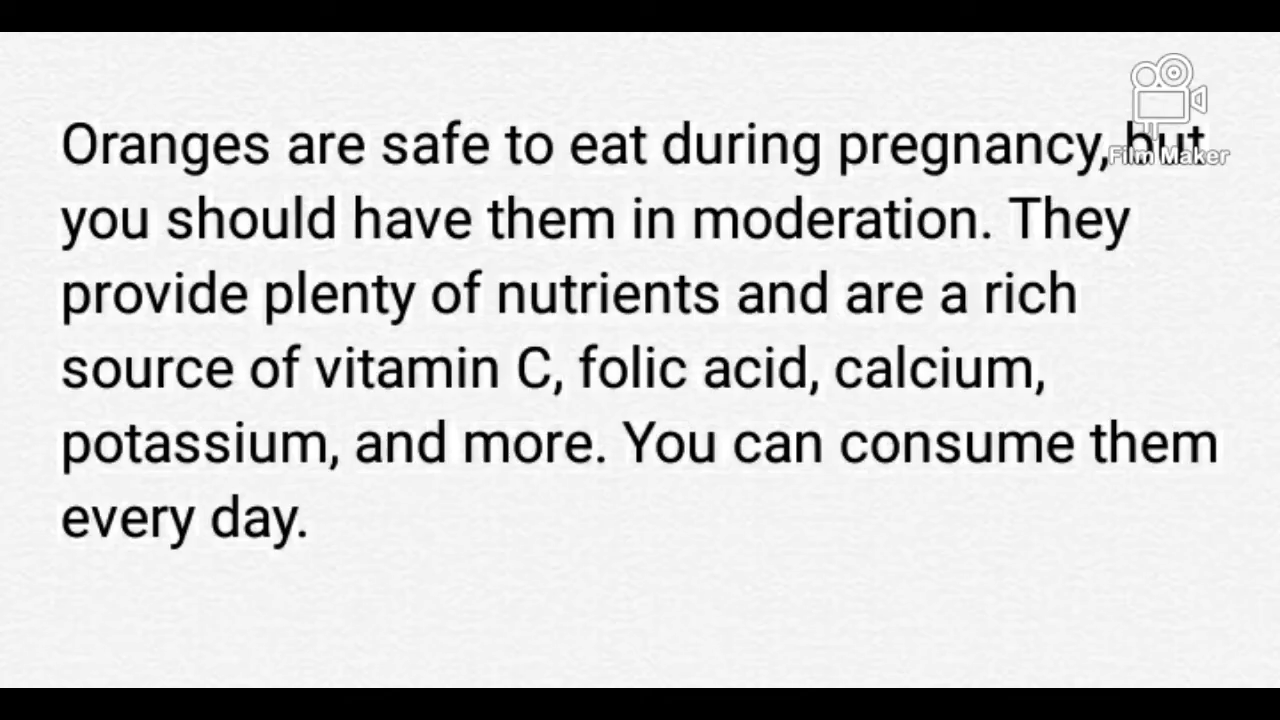 Oranges are safe to eat during pregnancy, but
you should have them in moderation. They
provide plenty of nutrients and are a rich
source of vitamin C, folic acid, calcium,
potassium, and more. You can consume them
every day.
Film Maker